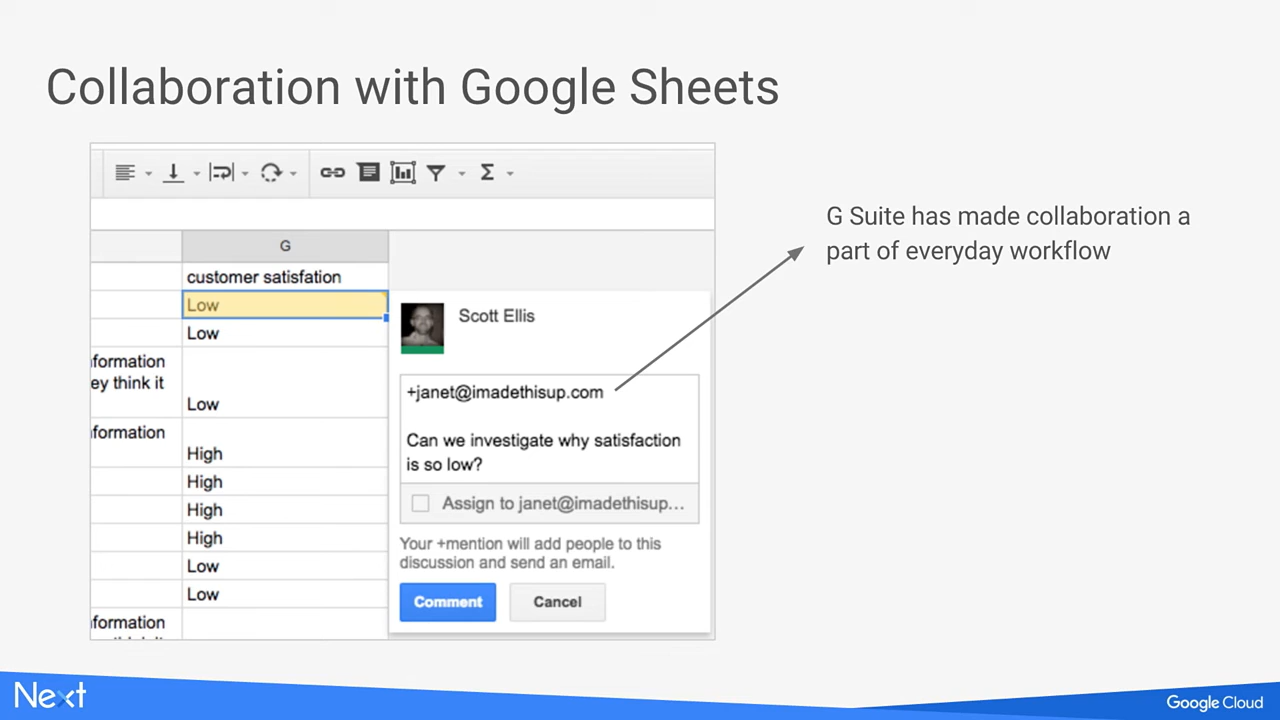 Collaboration with Google Sheets
G Suite has made collaboration a
part of everyday workflow
G
customer satisfation
Low
Low
nformation
ey think it
Low
nformation
High
High
High
High
Low
Low
nformation
Scott Ellis
+janet@imadethisup.com
Can we investigate why satisfaction
is so low?
Assign to janet@imadethisup...
Your +mention will add people to this
discussion and send an email.
Comment Cancel
Next
Google Cloud